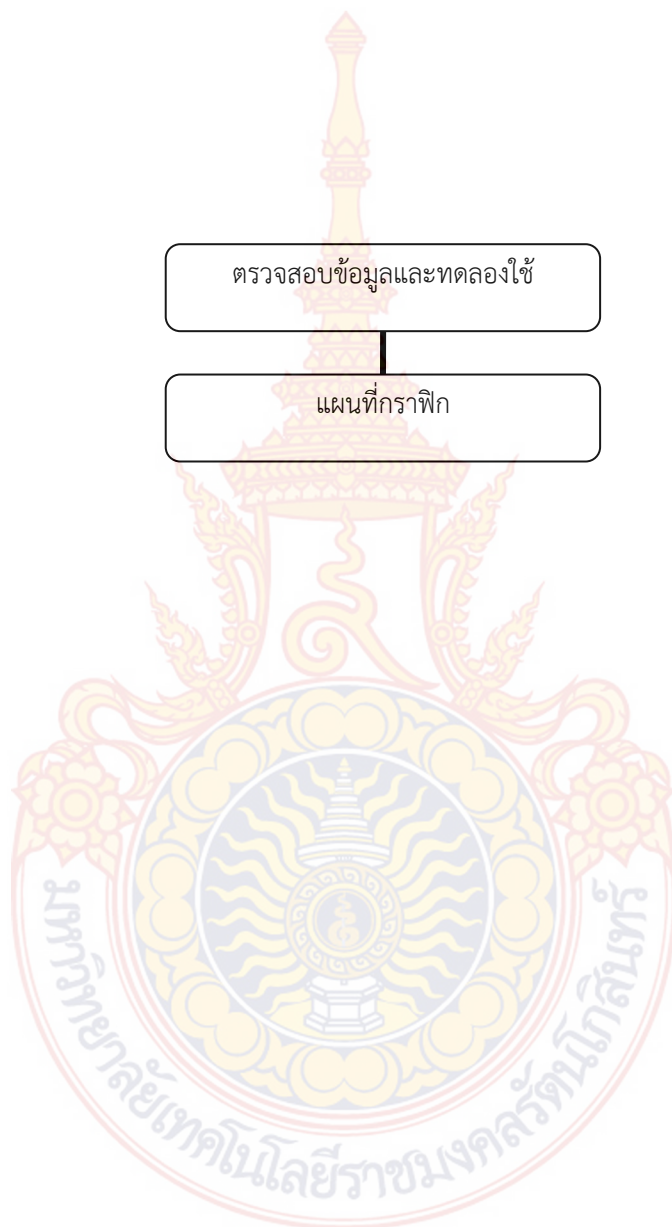 ตรวจสอบข้อมูลและทดลองใช้
แผนที่กราฟิก
มหาวิทยาลัยเทคโนโลยีราชมงคลรัตนโกสินทร์